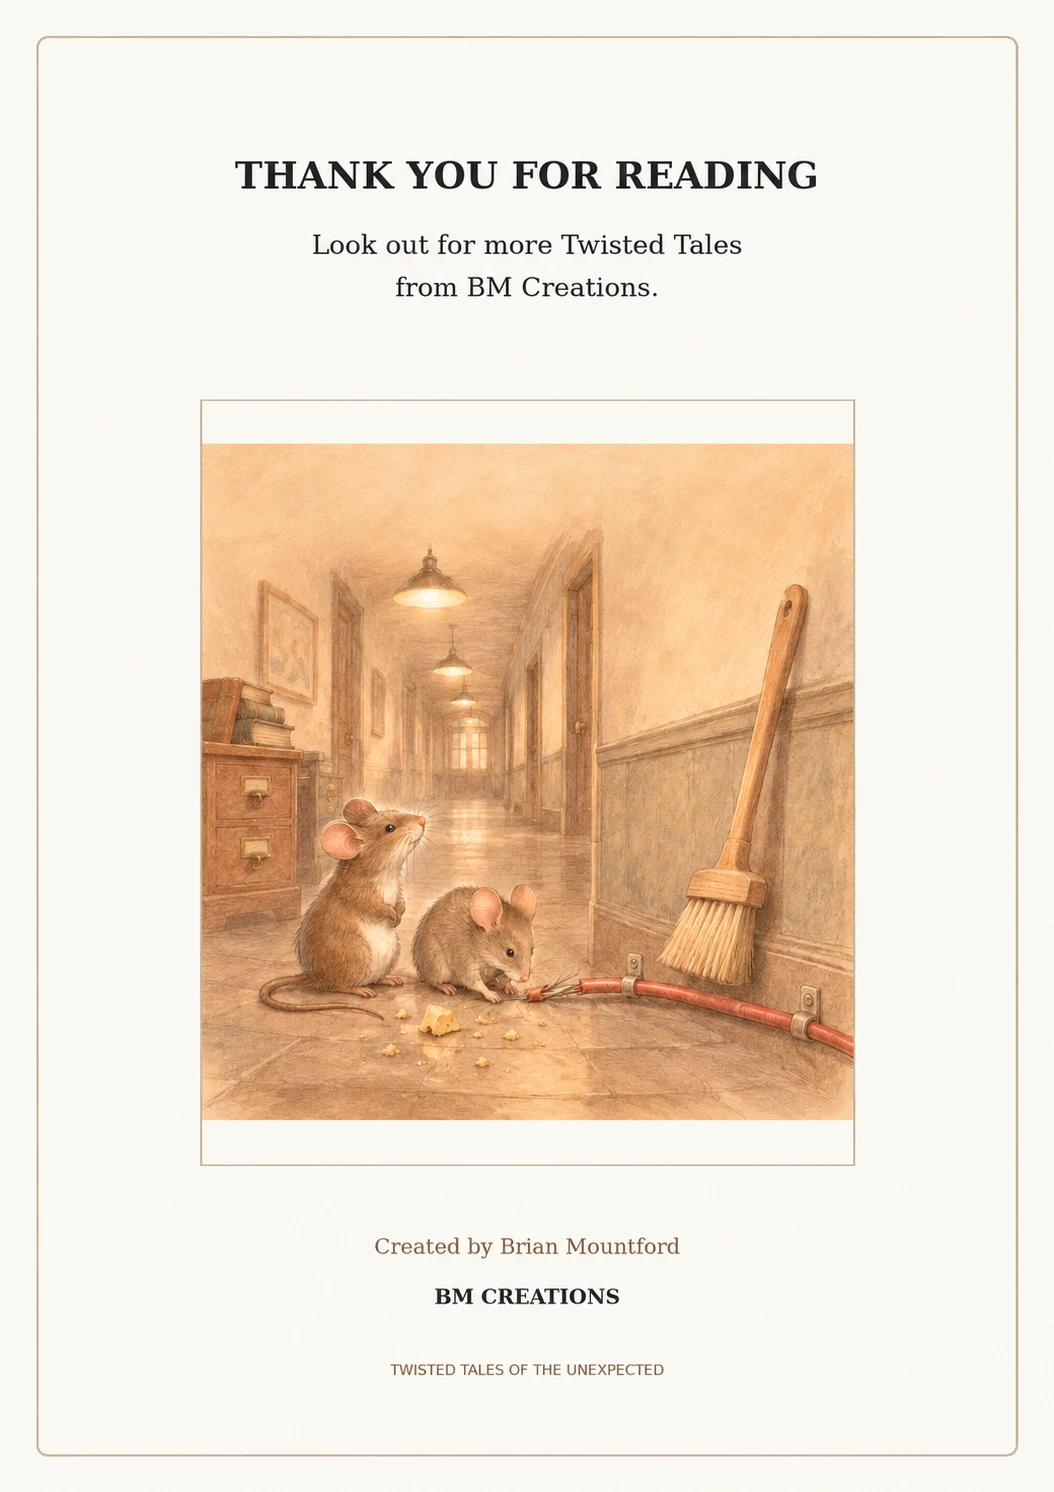 THANK YOU FOR READING
Look out for more Twisted Tales
from BM Creations.
Created by Brian Mountford
BM CREATIONS
TWISTED TALES OF THE UNEXPECTED